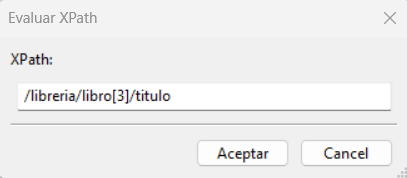 Evaluar XPath
XPath:
/libreria/libro[3]/titulo
Aceptar
Cancel